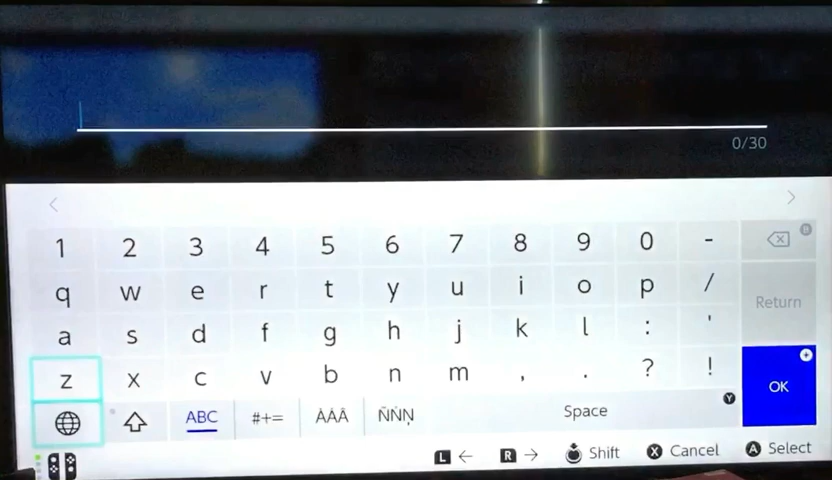 0/30
1 2 3 4 5 6 7 8 9 0 -
q w e r t y u i o p /
Return
a s d f g h j k l : '
z x c v b n m , . ? !
OK
ABC #+= ÀÁÂ ÑŃŅ Space Y
L ← R → Shift X Cancel A Select